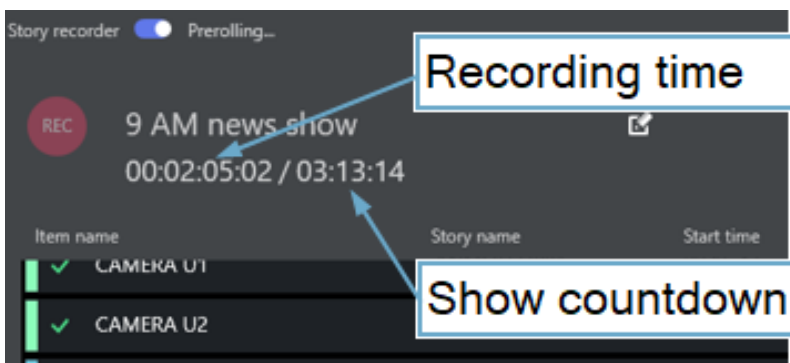 Story recorder Prerolling...
Recording time
REC 9 AM news show
00:02:05:02 / 03:13:14
Item name Story name Start time
CAMERA U1
Show countdown
CAMERA U2